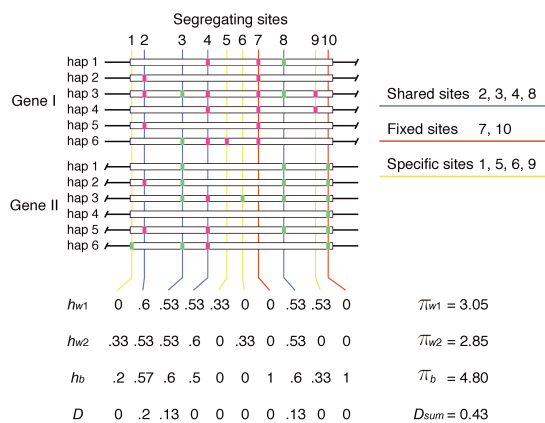 Segregating sites
1 2 3 4 5 6 7 8 9 10
hap 1
hap 2
Gene I
hap 3
hap 4
hap 5
hap 6
Shared sites 2, 3, 4, 8
Fixed sites 7, 10
Specific sites 1, 5, 6, 9
hap 1
hap 2
Gene II
hap 3
hap 4
hap 5
hap 6
hw1 0 .6 .53 .53 .33 0 0 .53 .53 0 πw1 = 3.05
hw2 .33 .53 .53 .6 0 .33 0 .53 0 0 πw2 = 2.85
hb .2 .57 .6 .5 0 0 1 .6 .33 1 πb = 4.80
D 0 .2 .13 0 0 0 0 .13 0 0 Dsum = 0.43